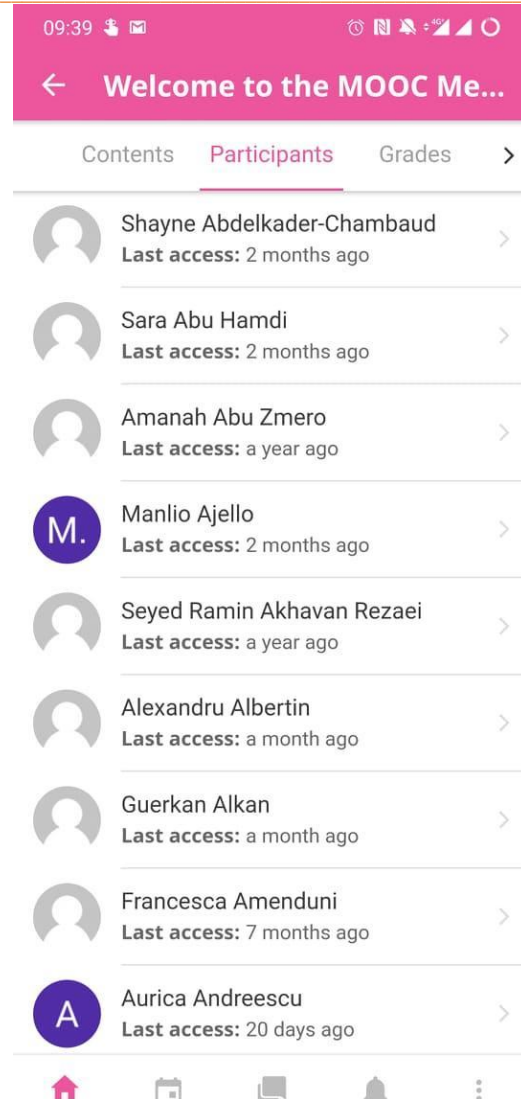 09:39
4G
Welcome to the MOOC Me...
Contents Participants Grades
Shayne Abdelkader-Chambaud
Last access: 2 months ago
Sara Abu Hamdi
Last access: 2 months ago
Amanah Abu Zmero
Last access: a year ago
M.
Manlio Ajello
Last access: 2 months ago
Seyed Ramin Akhavan Rezaei
Last access: a year ago
Alexandru Albertin
Last access: a month ago
Guerkan Alkan
Last access: a month ago
Francesca Amenduni
Last access: 7 months ago
A
Aurica Andreescu
Last access: 20 days ago